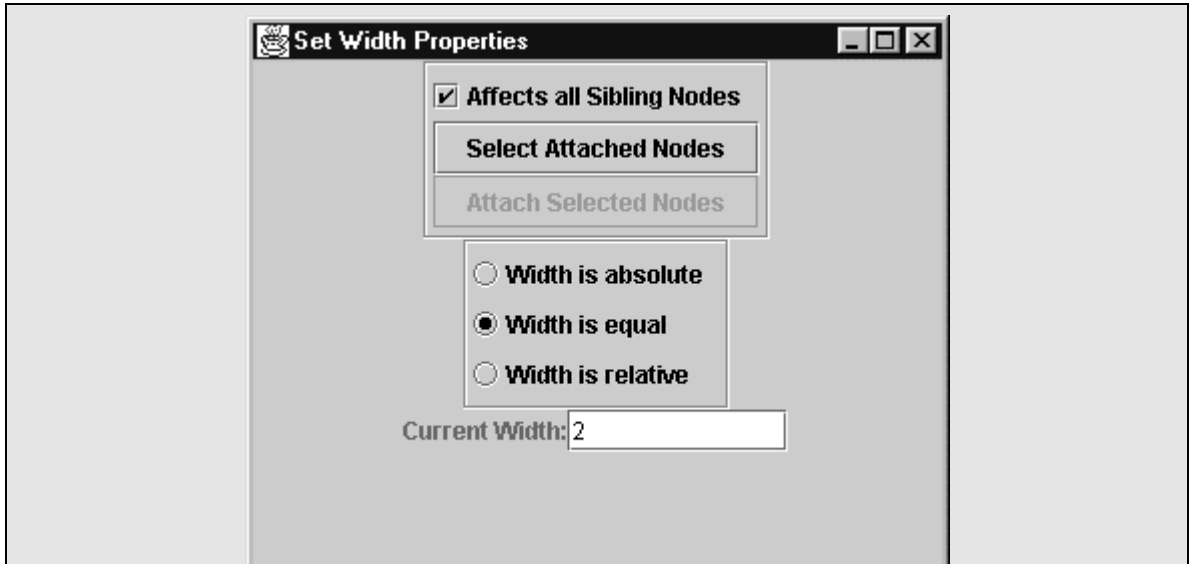 Set Width Properties
Affects all Sibling Nodes
Select Attached Nodes
Attach Selected Nodes
Width is absolute
Width is equal
Width is relative
Current Width: 2